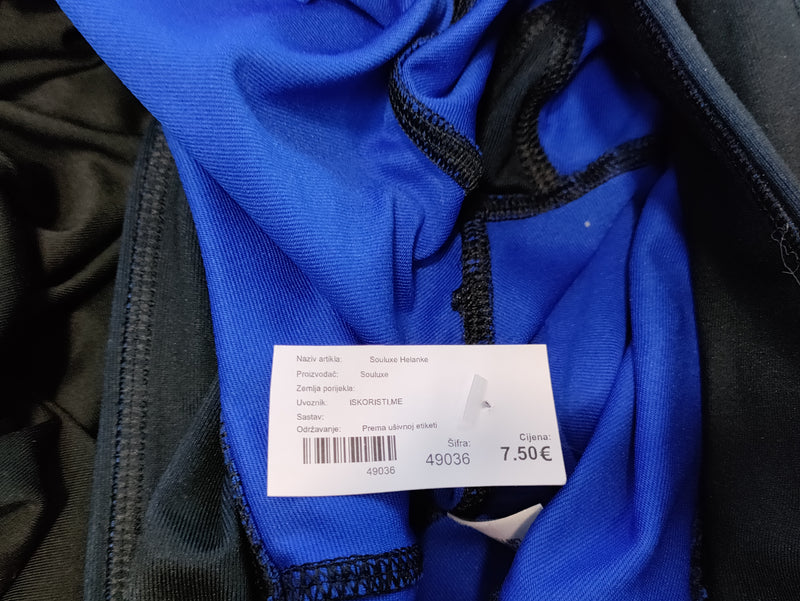 Naziv artikla: Souluxe Helanke
Proizvođač: Souluxe
Zemlja porijekla:
Uvoznik: ISKORISTI,ME
Sastav:
Održavanje: Prema ušivnoj etiketi
Šifra: Cijena:
49036 49036 7.50€